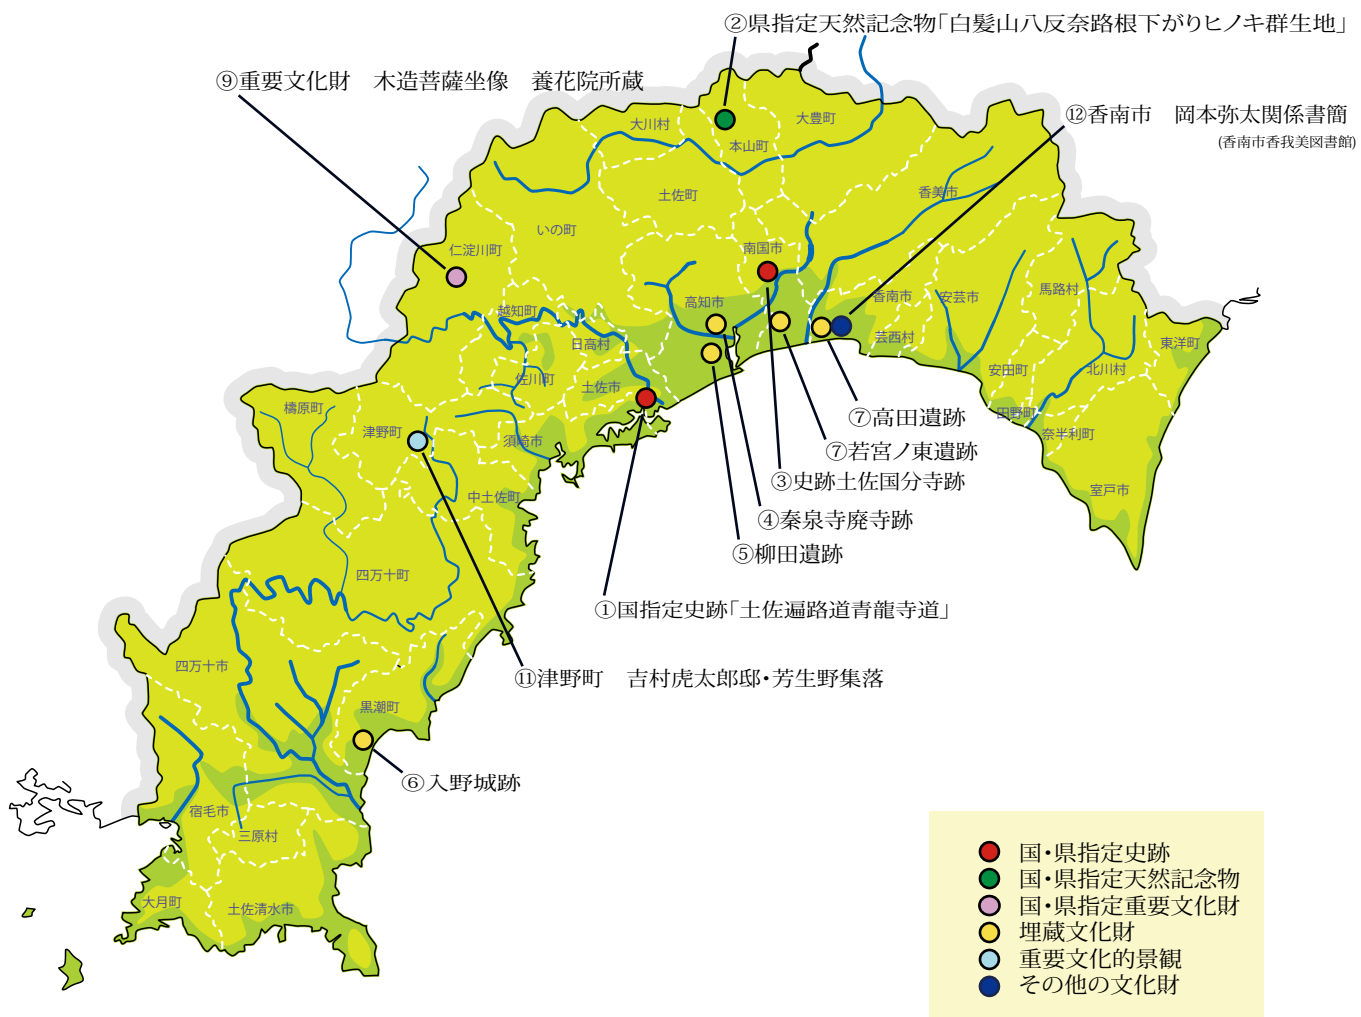 ②県指定天然記念物「白髪山八反奈路根下がりヒノキ群生地」
⑨重要文化財　木造菩薩坐像　養花院所蔵
⑫香南市　岡本弥太関係書簡
(香南市香我美図書館)
大川村
大豊町
本山町
土佐町
香美市
いの町
仁淀川町
南国市
高知市
香南市
安芸市
馬路村
越知町
日高村
芸西村
東洋町
佐川町
土佐市
安田町
北川村
檮原町
津野町
須崎市
田野町
奈半利町
中土佐町
室戸市
⑦高田遺跡
⑦若宮ノ東遺跡
③史跡土佐国分寺跡
④秦泉寺廃寺跡
⑤柳田遺跡
四万十町
①国指定史跡「土佐遍路道青龍寺道」
四万十市
⑪津野町　吉村虎太郎邸・芳生野集落
黒潮町
⑥入野城跡
宿毛市
三原村
大月町
土佐清水市
国・県指定史跡
国・県指定天然記念物
国・県指定重要文化財
埋蔵文化財
重要文化的景観
その他の文化財